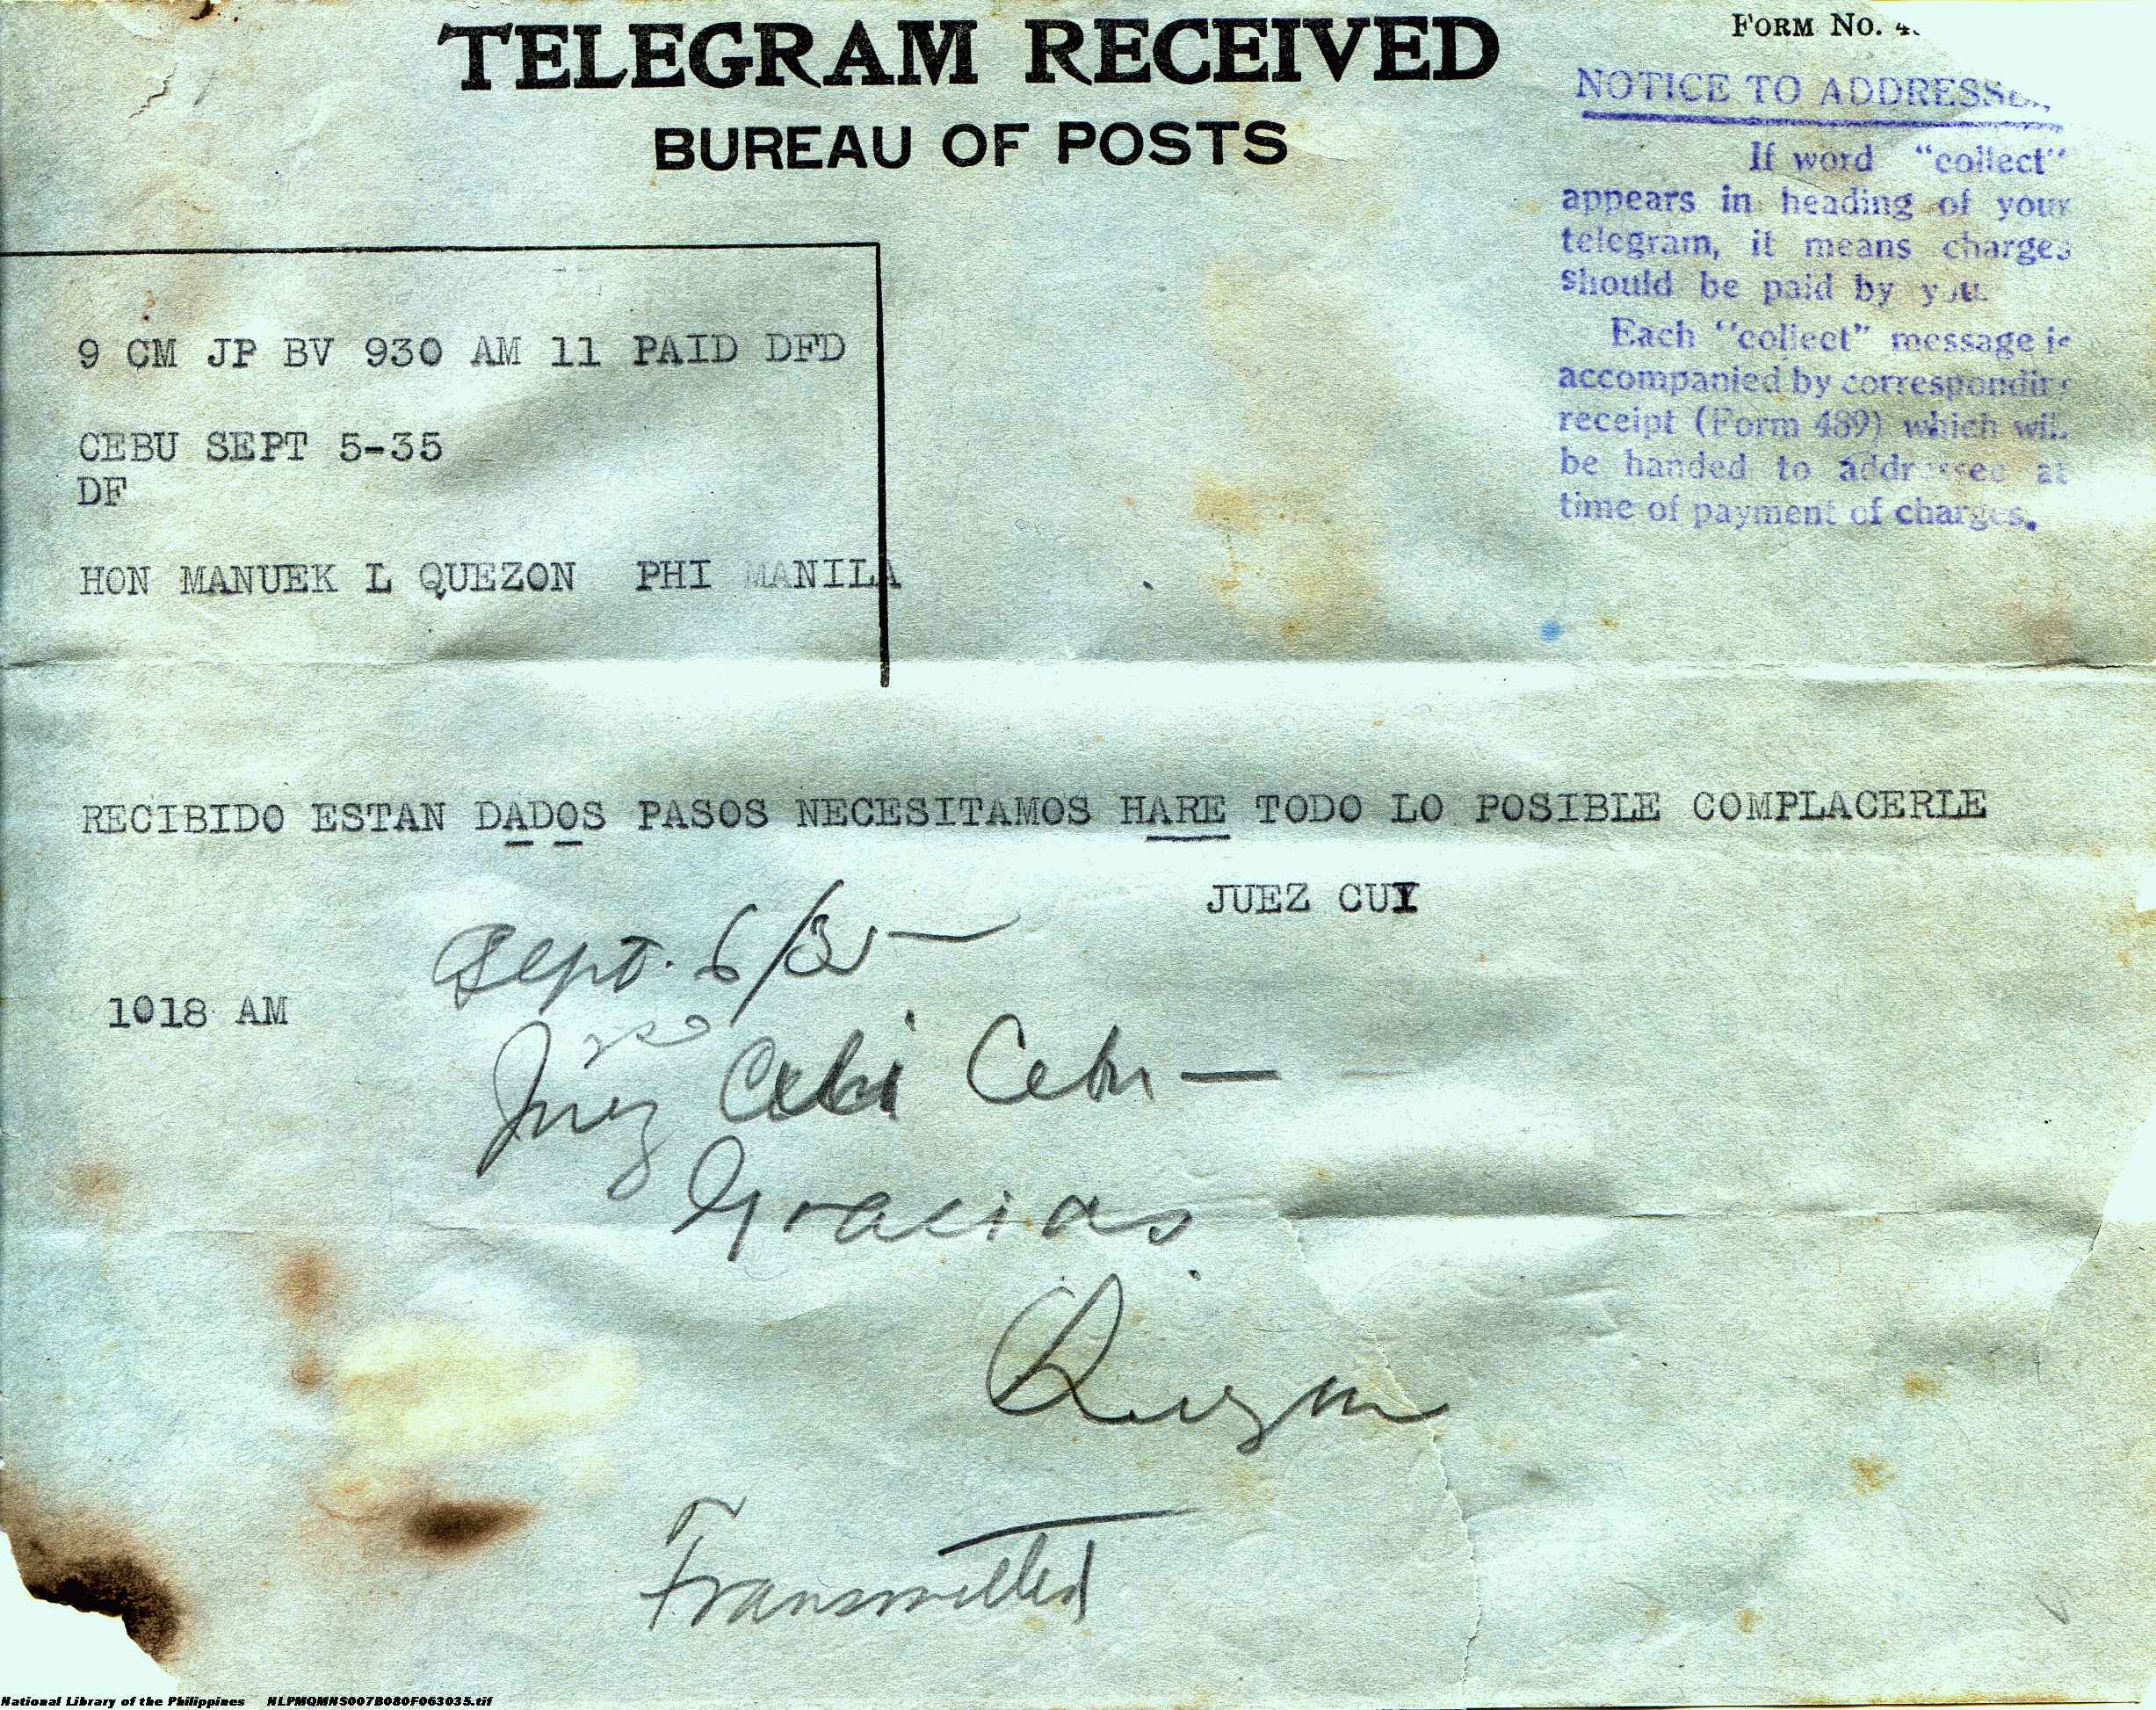 FORM No. 4
TELEGRAM RECEIVED
BUREAU OF POSTS
NOTICE TO ADDRESSE
If word "collect"
appears in heading of your
telegram, it means charges
should be paid by you.
Each "collect" message is
accompanied by corresponding
receipt (Form 489) which will
be handed to addressee at
time of payment of charges.
9 CM JP BV 930 AM 11 PAID DFD
CEBU SEPT 5-35
DF
HON MANUEK L QUEZON PHI MANILA
RECIBIDO ESTAN DADOS PASOS NECESITAMOS HARE TODO LO POSIBLE COMPLACERLE
JUEZ CUI
Sept. 6/35—
1018 AM
Juez Cui Cebu —
Gracias
Quezon
Transmitted
National Library of the Philippines NLPMQMNS007B080F063035.tif